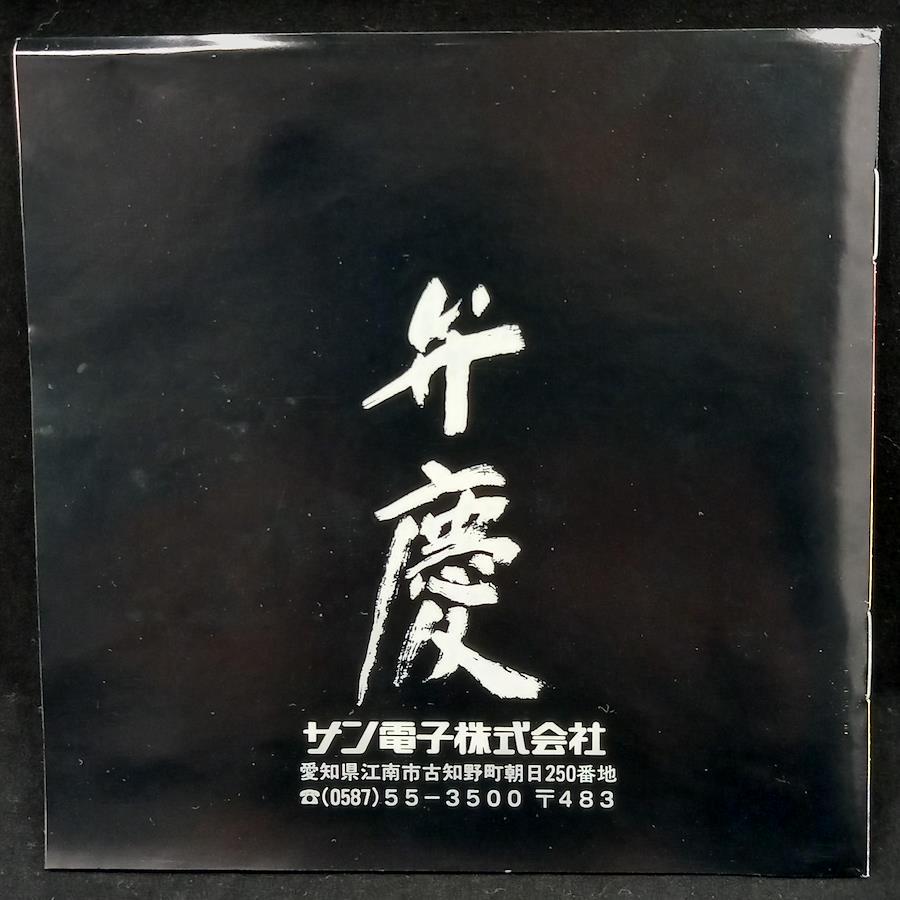 弁慶
サン電子株式会社
愛知県江南市古知野町朝日250番地
☎(0587)55-3500 〒483